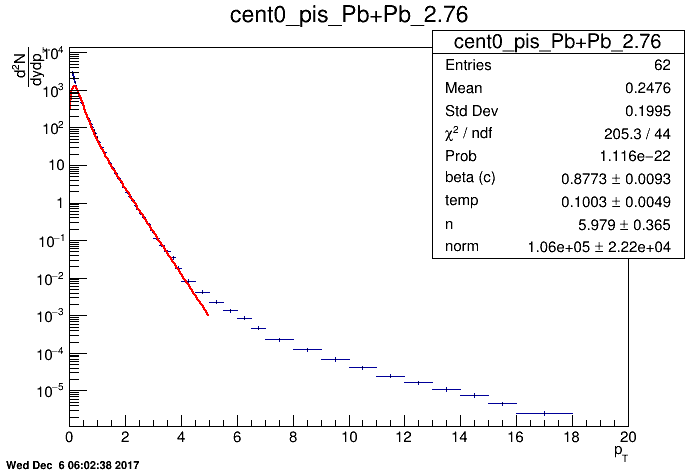 cent0_pis_Pb+Pb_2.76
cent0_pis_Pb+Pb_2.76
Entries 62
Mean 0.2476
Std Dev 0.1995
χ² / ndf 205.3 / 44
Prob 1.116e−22
beta (c) 0.8773 ± 0.0093
temp 0.1003 ± 0.0049
n 5.979 ± 0.365
norm 1.06e+05 ± 2.22e+04
d²N
dydp
10⁴
10³
10²
10
1
10⁻¹
10⁻²
10⁻³
10⁻⁴
10⁻⁵
0 2 4 6 8 10 12 14 16 18 20
p_T
Wed Dec 6 06:02:38 2017